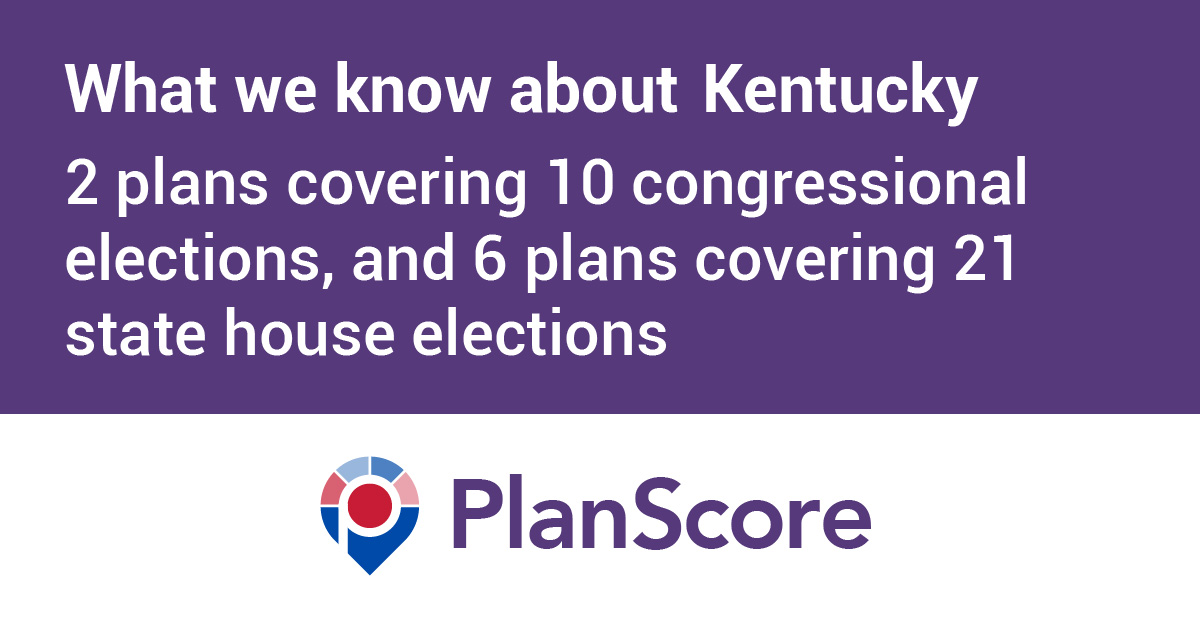 What we know about Kentucky
2 plans covering 10 congressional
elections, and 6 plans covering 21
state house elections
PlanScore